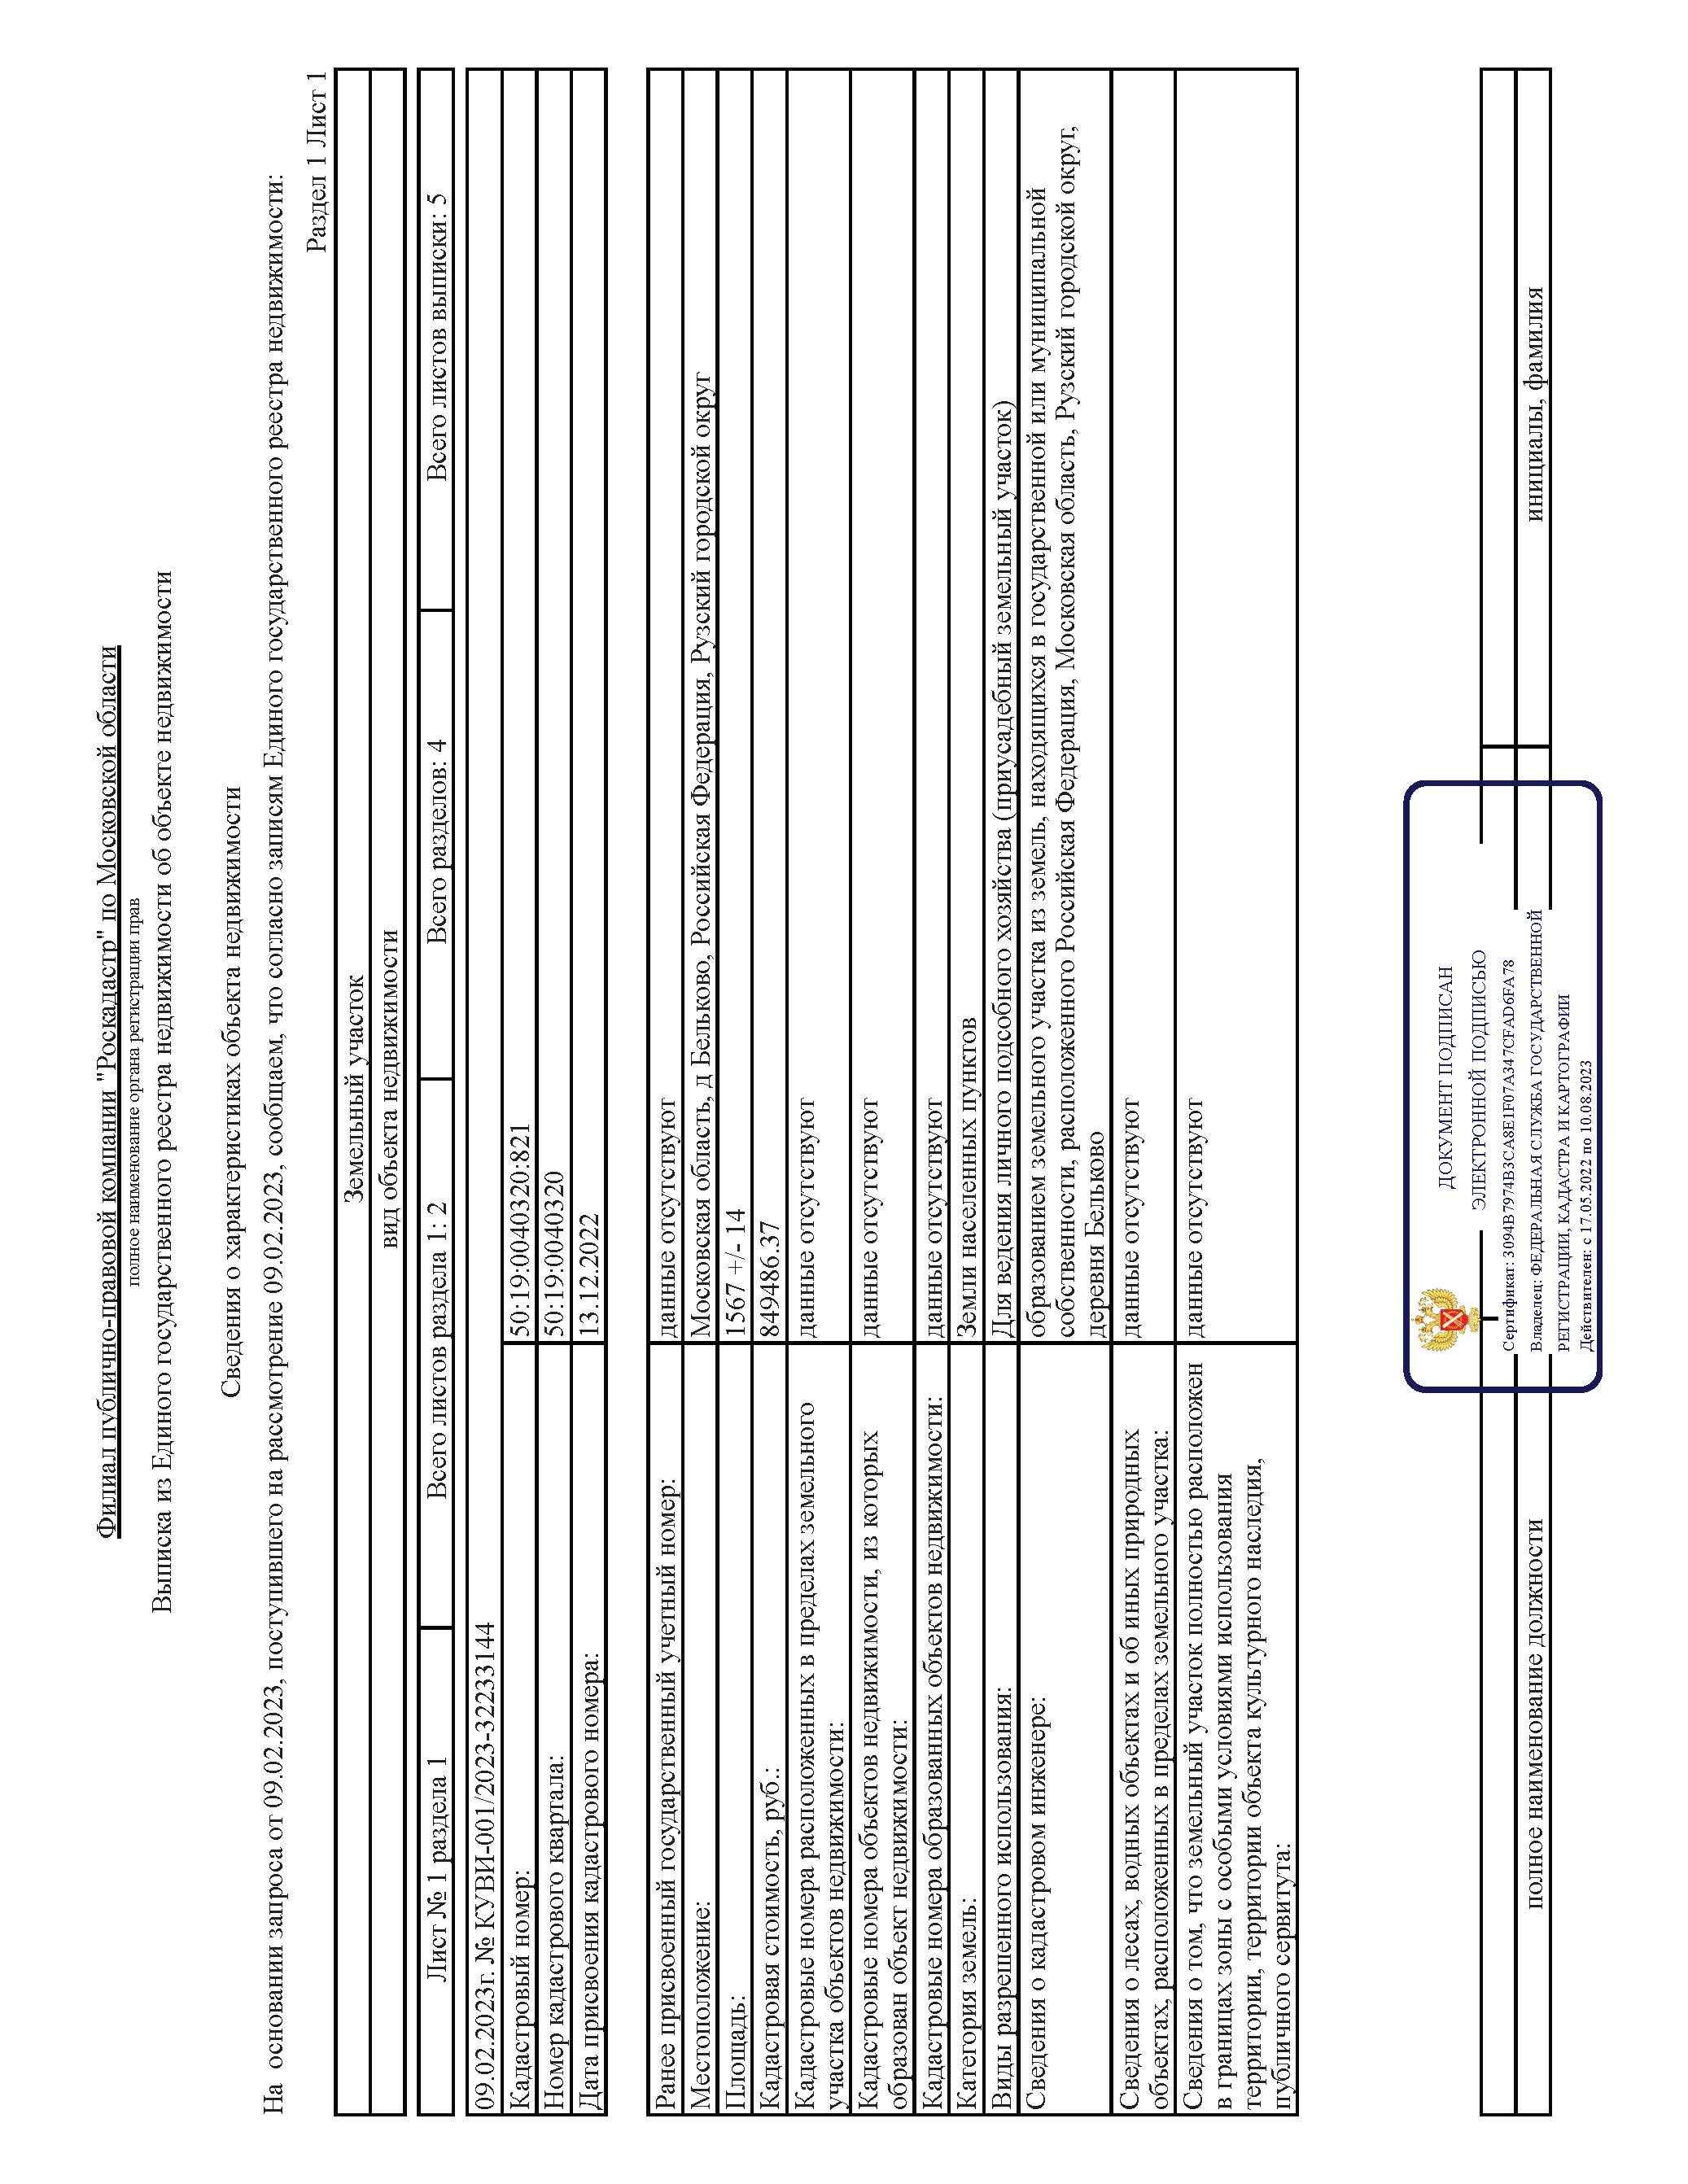 Филиал публично-правовой компании "Роскадастр" по Московской области
полное наименование органа регистрации прав
Выписка из Единого государственного реестра недвижимости об объекте недвижимости
Сведения о характеристиках объекта недвижимости
На основании запроса от 09.02.2023, поступившего на рассмотрение 09.02.2023, сообщаем, что согласно записям Единого государственного реестра недвижимости:
Раздел 1 Лист 1
Земельный участок
вид объекта недвижимости
Лист № 1 раздела 1 Всего листов раздела 1: 2 Всего разделов: 4 Всего листов выписки: 5
09.02.2023г. № КУВИ-001/2023-3223144
Кадастровый номер: 50:19:0040320:821
Номер кадастрового квартала: 50:19:0040320
Дата присвоения кадастрового номера: 13.12.2022
Ранее присвоенный государственный учетный номер: данные отсутствуют
Местоположение: Московская область, д Бельково, Российская Федерация, Рузский городской округ
Площадь: 1567 +/- 14
Кадастровая стоимость, руб.: 849486.37
Кадастровые номера расположенных в пределах земельного
участка объектов недвижимости:
данные отсутствуют
Кадастровые номера объектов недвижимости, из которых
образован объект недвижимости:
данные отсутствуют
Кадастровые номера образованных объектов недвижимости: данные отсутствуют
Категория земель: Земли населенных пунктов
Виды разрешенного использования: Для ведения личного подсобного хозяйства (приусадебный земельный участок)
Сведения о кадастровом инженере:
образованием земельного участка из земель, находящихся в государственной или муниципальной
собственности, расположенного Российская Федерация, Московская область, Рузский городской округ,
деревня Бельково
Сведения о лесах, водных объектах и об иных природных
объектах, расположенных в пределах земельного участка:
данные отсутствуют
Сведения о том, что земельный участок полностью расположен
в границах зоны с особыми условиями использования
территории, территории объекта культурного наследия,
публичного сервитута:
данные отсутствуют
ДОКУМЕНТ ПОДПИСАН
ЭЛЕКТРОННОЙ ПОДПИСЬЮ
Сертификат: 3094B7974B3CA8E1F07A347CFAD6FA78
Владелец: ФЕДЕРАЛЬНАЯ СЛУЖБА ГОСУДАРСТВЕННОЙ
РЕГИСТРАЦИИ, КАДАСТРА И КАРТОГРАФИИ
Действителен: с 17.05.2022 по 10.08.2023
полное наименование должности
инициалы, фамилия